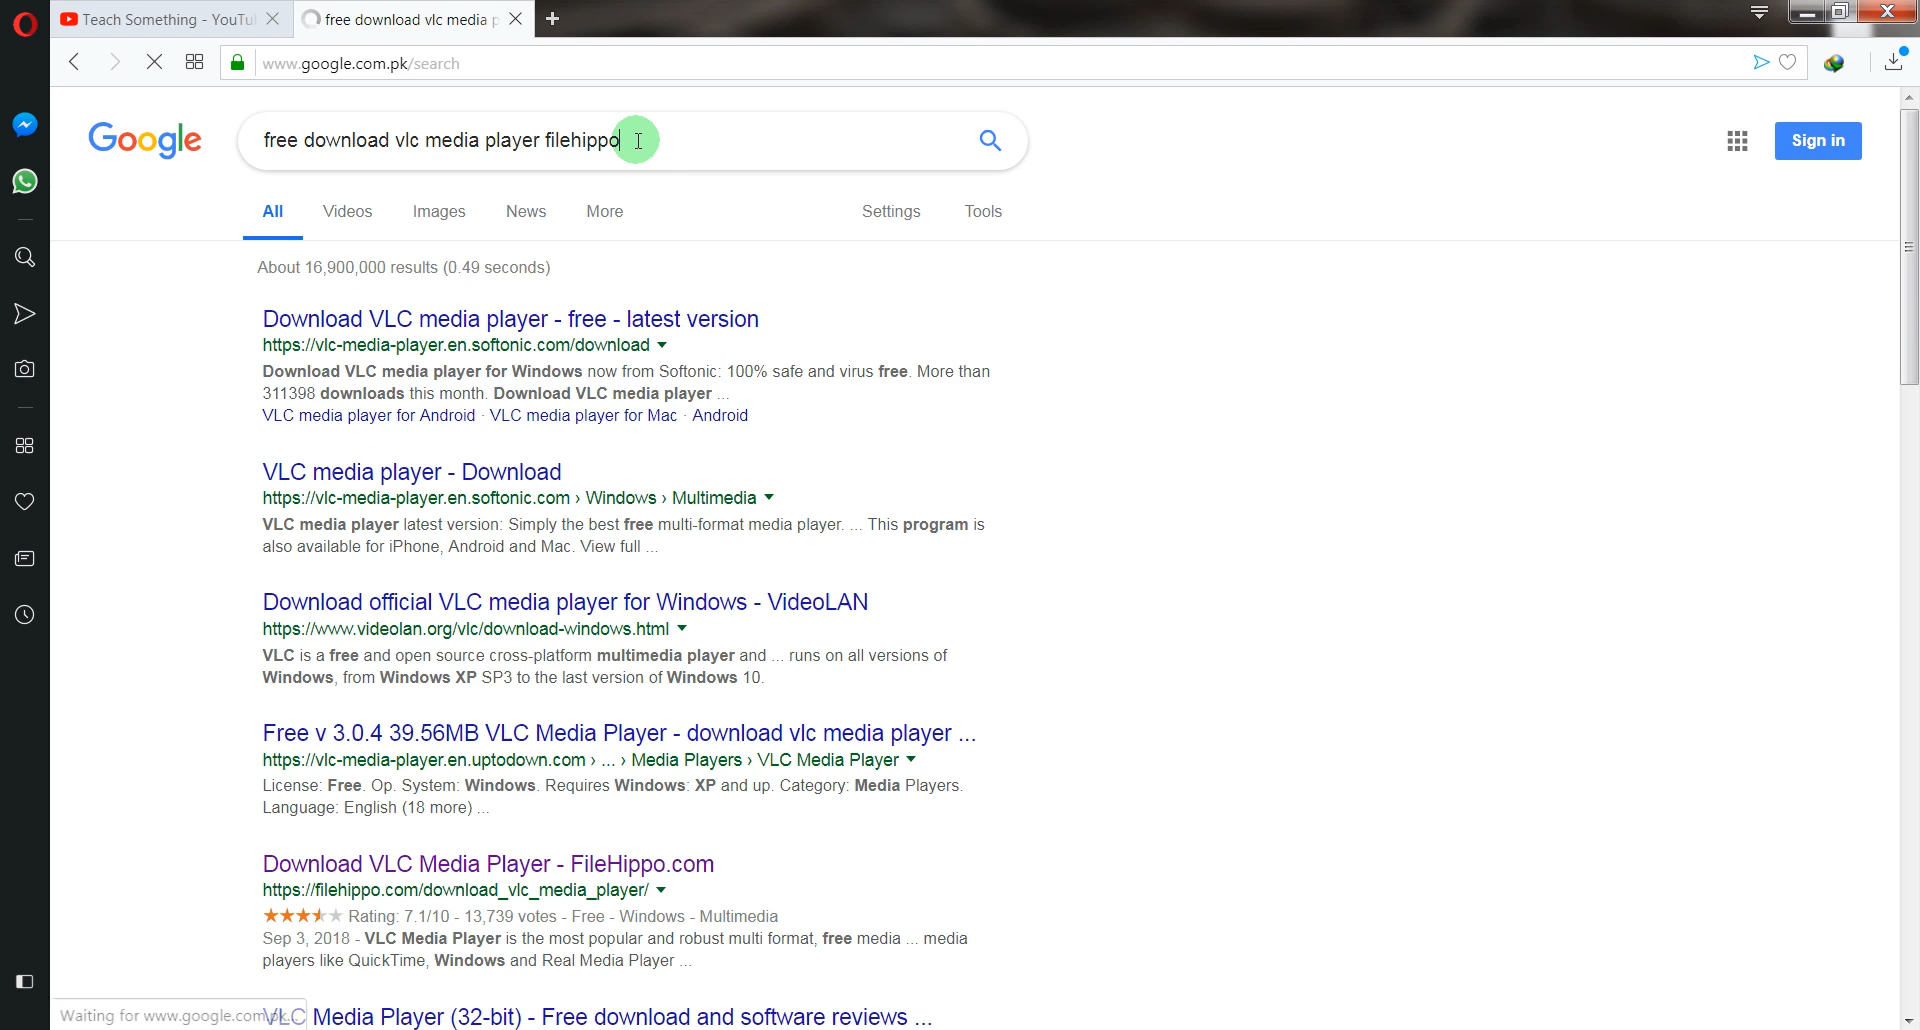 Teach Something - YouTu
free download vlc media p
www.google.com.pk/search
Google
free download vlc media player filehippo
Sign in
All Videos Images News More Settings Tools
About 16,900,000 results (0.49 seconds)
Download VLC media player - free - latest version
https://vlc-media-player.en.softonic.com/download
Download VLC media player for Windows now from Softonic: 100% safe and virus free. More than
311398 downloads this month. Download VLC media player ...
VLC media player for Android · VLC media player for Mac · Android
VLC media player - Download
https://vlc-media-player.en.softonic.com › Windows › Multimedia
VLC media player latest version: Simply the best free multi-format media player. ... This program is
also available for iPhone, Android and Mac. View full ...
Download official VLC media player for Windows - VideoLAN
https://www.videolan.org/vlc/download-windows.html
VLC is a free and open source cross-platform multimedia player and ... runs on all versions of
Windows, from Windows XP SP3 to the last version of Windows 10.
Free v 3.0.4 39.56MB VLC Media Player - download vlc media player ...
https://vlc-media-player.en.uptodown.com › ... › Media Players › VLC Media Player
License: Free. Op. System: Windows. Requires Windows: XP and up. Category: Media Players.
Language: English (18 more) ...
Download VLC Media Player - FileHippo.com
https://filehippo.com/download_vlc_media_player/
Rating: 7.1/10 - 13,739 votes - Free - Windows - Multimedia
Sep 3, 2018 - VLC Media Player is the most popular and robust multi format, free media ... media
players like QuickTime, Windows and Real Media Player ...
VLC Media Player (32-bit) - Free download and software reviews ...
Waiting for www.google.com.pk...